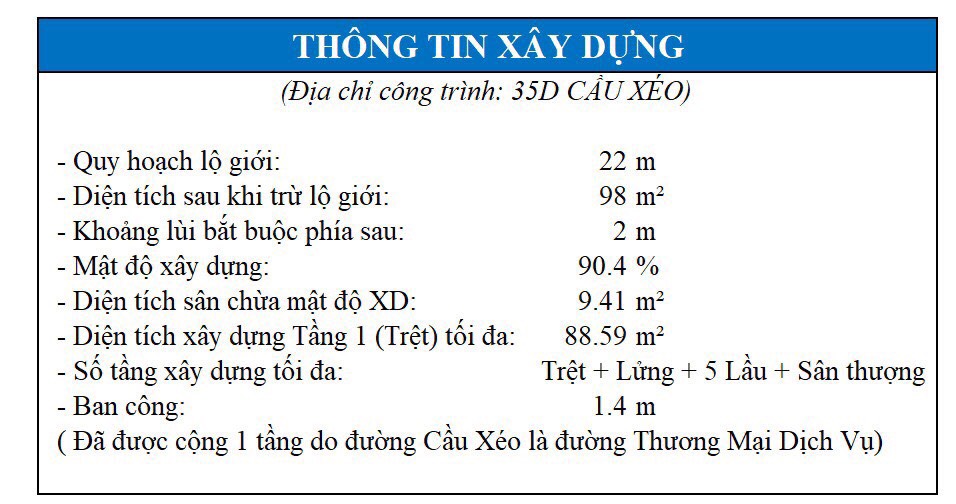 THÔNG TIN XÂY DỰNG
(Địa chỉ công trình: 35D CẦU XÉO)
- Quy hoạch lộ giới: 22 m
- Diện tích sau khi trừ lộ giới: 98 m²
- Khoảng lùi bắt buộc phía sau: 2 m
- Mật độ xây dựng: 90.4 %
- Diện tích sân chừa mật độ XD: 9.41 m²
- Diện tích xây dựng Tầng 1 (Trệt) tối đa: 88.59 m²
- Số tầng xây dựng tối đa: Trệt + Lửng + 5 Lầu + Sân thượng
- Ban công: 1.4 m
( Đã được cộng 1 tầng do đường Cầu Xéo là đường Thương Mại Dịch Vụ)